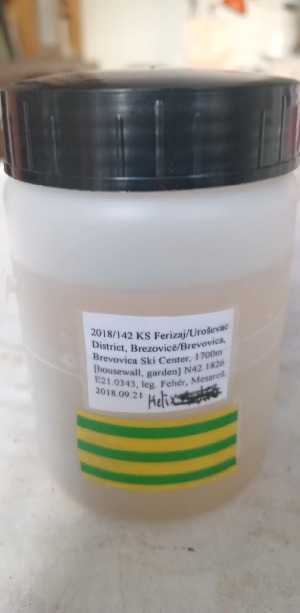 2018/142 KS Ferizaj/Uroševac
District, Brezovicë/Brevovica,
Brevovica Ski Center, 1700m
[housewall, garden] N42.1826
E21.0343, leg. Fehér, Mesaroš,
2018.09.21 Helix